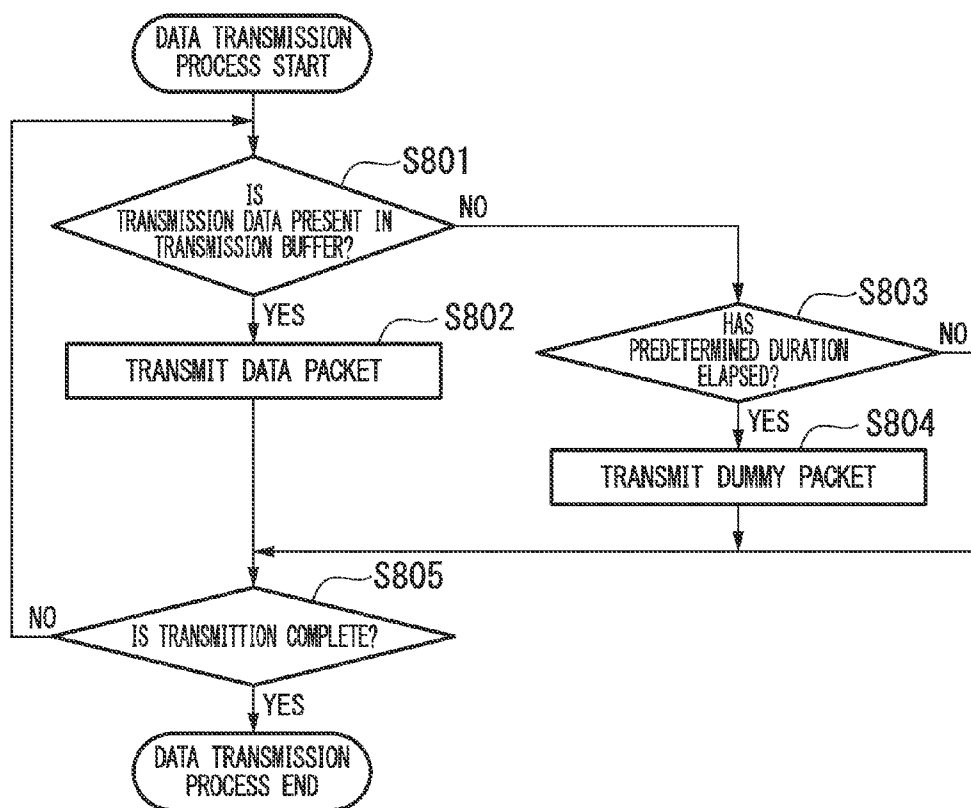 DATA TRANSMISSION
PROCESS START
S801
IS
TRANSMISSION DATA PRESENT IN
TRANSMISSION BUFFER?
NO
YES
S802
TRANSMIT DATA PACKET
S803
HAS
PREDETERMINED DURATION
ELAPSED?
NO
YES
S804
TRANSMIT DUMMY PACKET
S805
IS TRANSMITTION COMPLETE?
NO
YES
DATA TRANSMISSION
PROCESS END